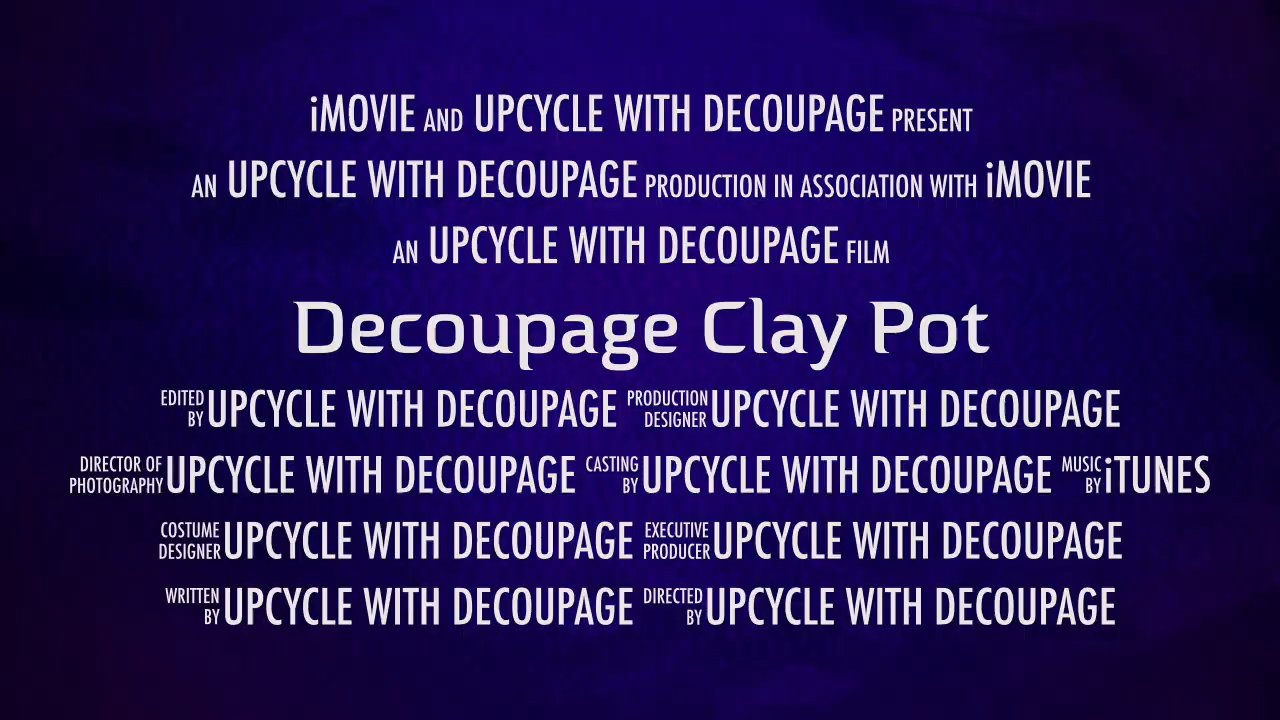 iMOVIE AND UPCYCLE WITH DECOUPAGE PRESENT
AN UPCYCLE WITH DECOUPAGE PRODUCTION IN ASSOCIATION WITH iMOVIE
AN UPCYCLE WITH DECOUPAGE FILM
Decoupage Clay Pot
EDITED BY UPCYCLE WITH DECOUPAGE PRODUCTION DESIGNER UPCYCLE WITH DECOUPAGE
DIRECTOR OF PHOTOGRAPHY UPCYCLE WITH DECOUPAGE CASTING BY UPCYCLE WITH DECOUPAGE MUSIC BY iTUNES
COSTUME DESIGNER UPCYCLE WITH DECOUPAGE EXECUTIVE PRODUCER UPCYCLE WITH DECOUPAGE
WRITTEN BY UPCYCLE WITH DECOUPAGE DIRECTED BY UPCYCLE WITH DECOUPAGE